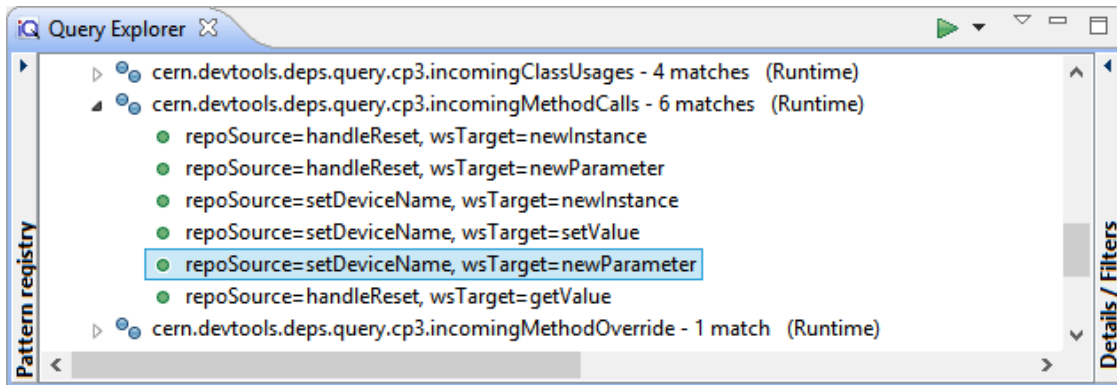 iQ Query Explorer
cern.devtools.deps.query.cp3.incomingClassUsages - 4 matches (Runtime)
cern.devtools.deps.query.cp3.incomingMethodCalls - 6 matches (Runtime)
repoSource=handleReset, wsTarget=newInstance
repoSource=handleReset, wsTarget=newParameter
repoSource=setDeviceName, wsTarget=newInstance
repoSource=setDeviceName, wsTarget=setValue
repoSource=setDeviceName, wsTarget=newParameter
repoSource=handleReset, wsTarget=getValue
cern.devtools.deps.query.cp3.incomingMethodOverride - 1 match (Runtime)
Pattern registry
Details / Filters